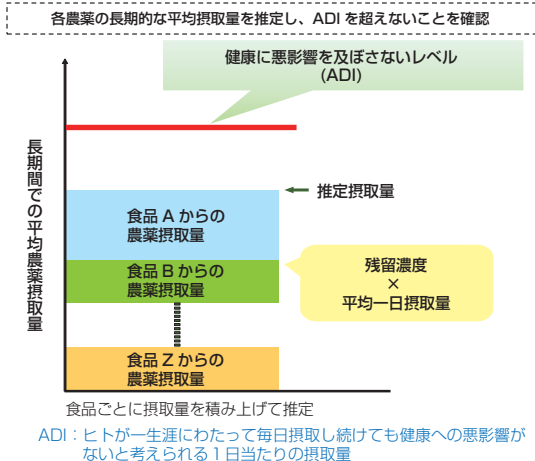 各農薬の長期的な平均摂取量を推定し、ADIを超えないことを確認
健康に悪影響を及ぼさないレベル
(ADI)
長期間での平均農薬摂取量
推定摂取量
食品Aからの
農薬摂取量
食品Bからの
農薬摂取量
残留濃度
×
平均一日摂取量
食品Zからの
農薬摂取量
食品ごとに摂取量を積み上げて推定
ADI：ヒトが一生涯にわたって毎日摂取し続けても健康への悪影響が
ないと考えられる1日当たりの摂取量